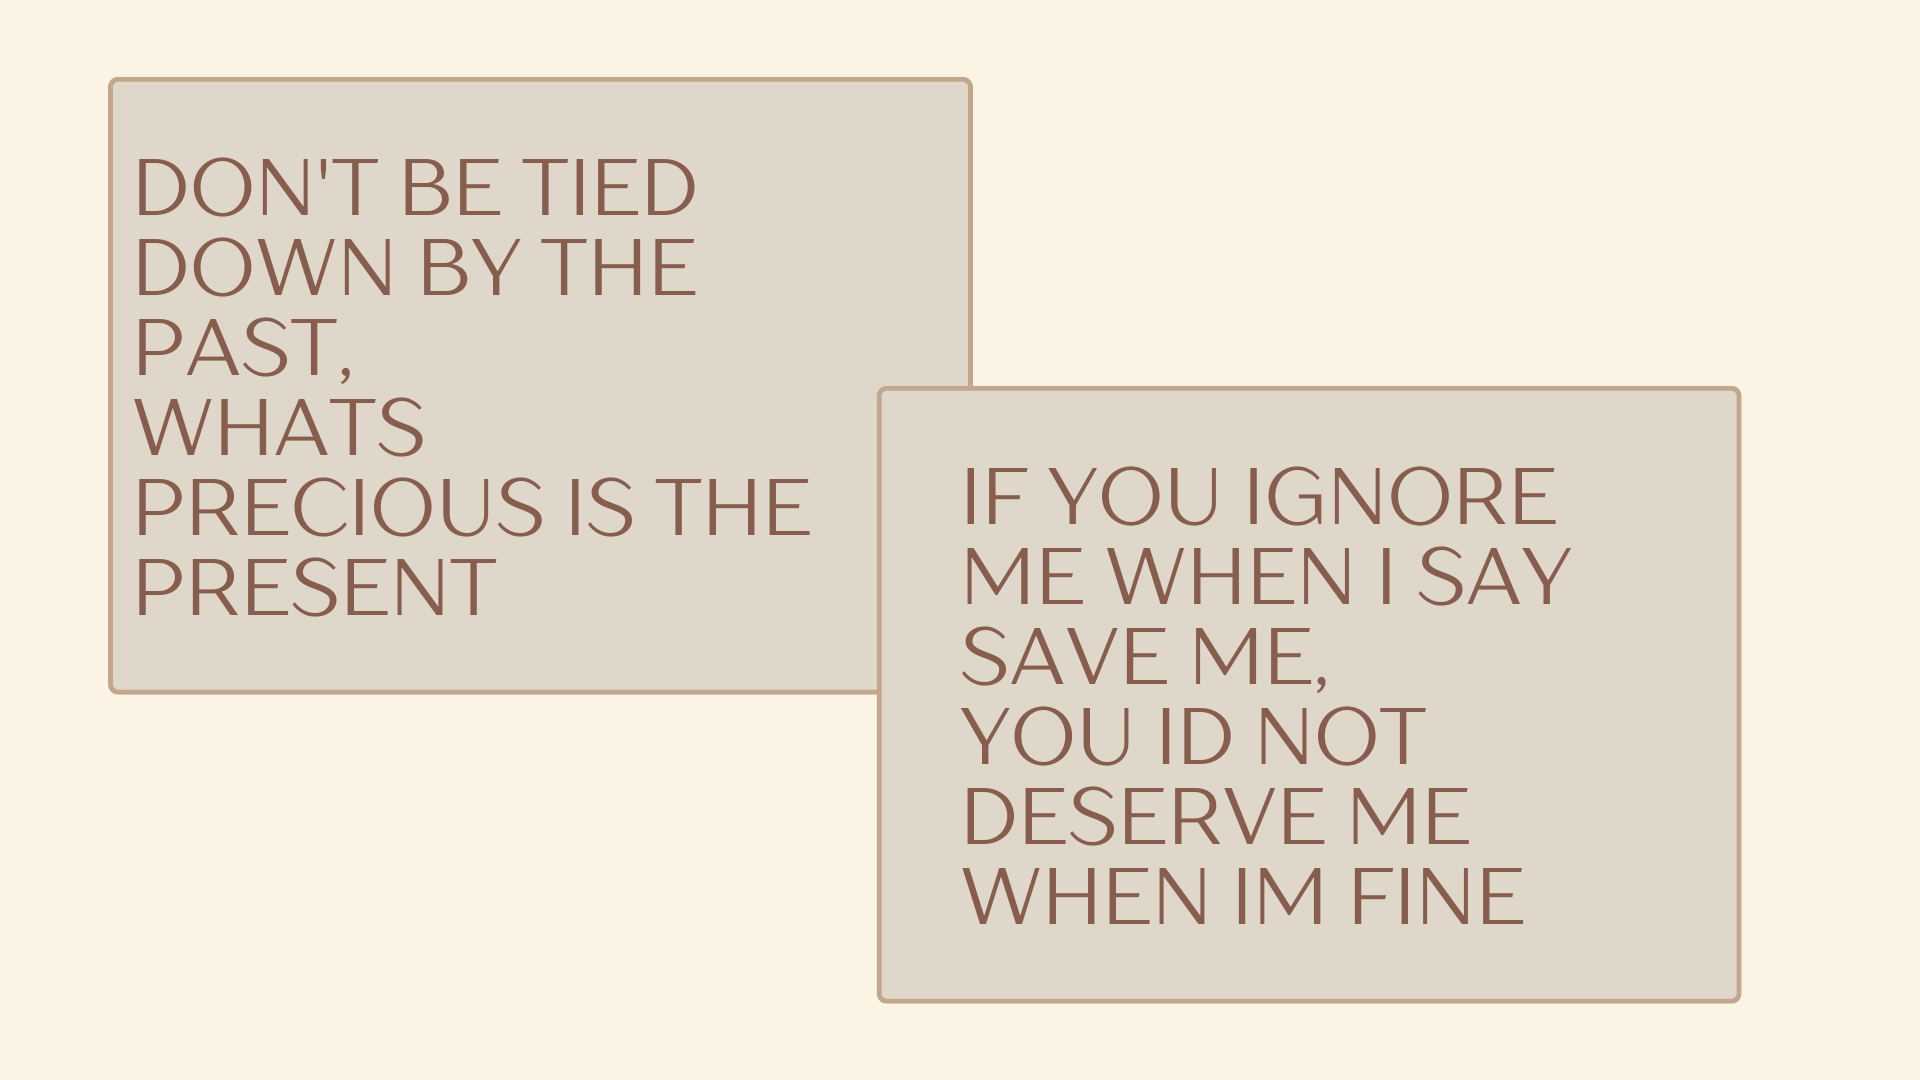 DON'T BE TIED
DOWN BY THE
PAST,
WHATS
PRECIOUS IS THE
PRESENT
IF YOU IGNORE
ME WHEN I SAY
SAVE ME,
YOU ID NOT
DESERVE ME
WHEN IM FINE